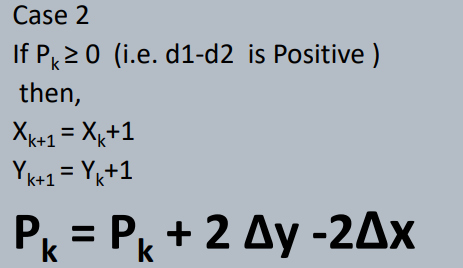 Case 2
If Pₖ ≥ 0 (i.e. d1-d2 is Positive )
then,
Xₖ₊₁ = Xₖ+1
Yₖ₊₁ = Yₖ+1
Pₖ = Pₖ + 2 Δy -2Δx